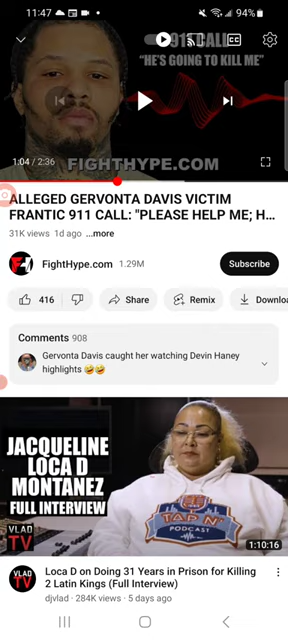 11:47
94%
911 CALL
"HE'S GOING TO KILL ME"
CC
1:04 / 2:36
FIGHTHYPE.COM
ALLEGED GERVONTA DAVIS VICTIM
FRANTIC 911 CALL: "PLEASE HELP ME; H...
31K views 1d ago ...more
FightHype.com 1.29M
Subscribe
416
Share
Remix
Downloa
Comments 908
Gervonta Davis caught her watching Devin Haney
highlights 🤣🤣
JACQUELINE
LOCA D
MONTANEZ
FULL INTERVIEW
VLAD
TV
TAP N'
PODCAST
1:10:16
VLAD
TV
Loca D on Doing 31 Years in Prison for Killing
2 Latin Kings (Full Interview)
djvlad · 284K views · 5 days ago